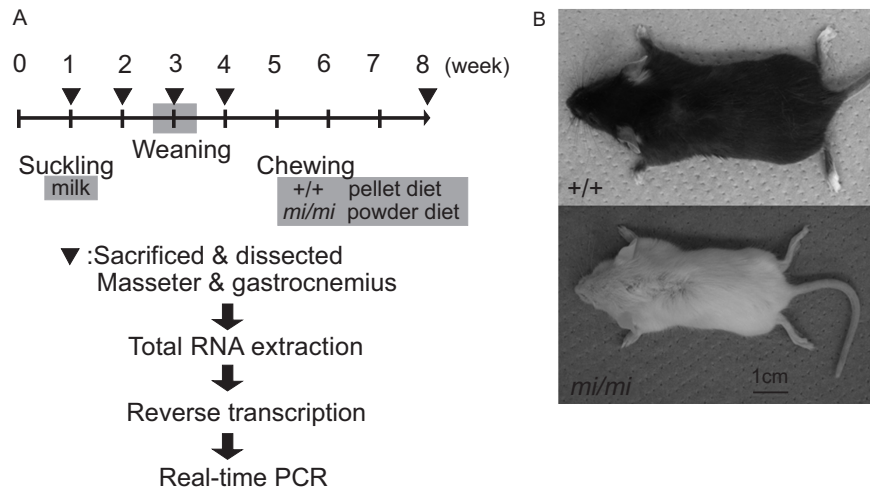 A
0 1 2 3 4 5 6 7 8 (week)
Suckling
milk
Weaning
Chewing
+/+ pellet diet
mi/mi powder diet
▼ :Sacrificed & dissected
Masseter & gastrocnemius
Total RNA extraction
Reverse transcription
Real-time PCR
B
+/+
mi/mi
1cm